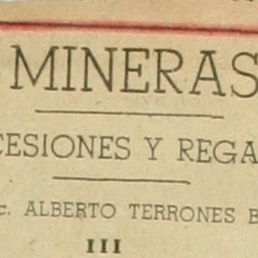 MINERAS
CESIONES Y REGA
c. ALBERTO TERRONES B
III